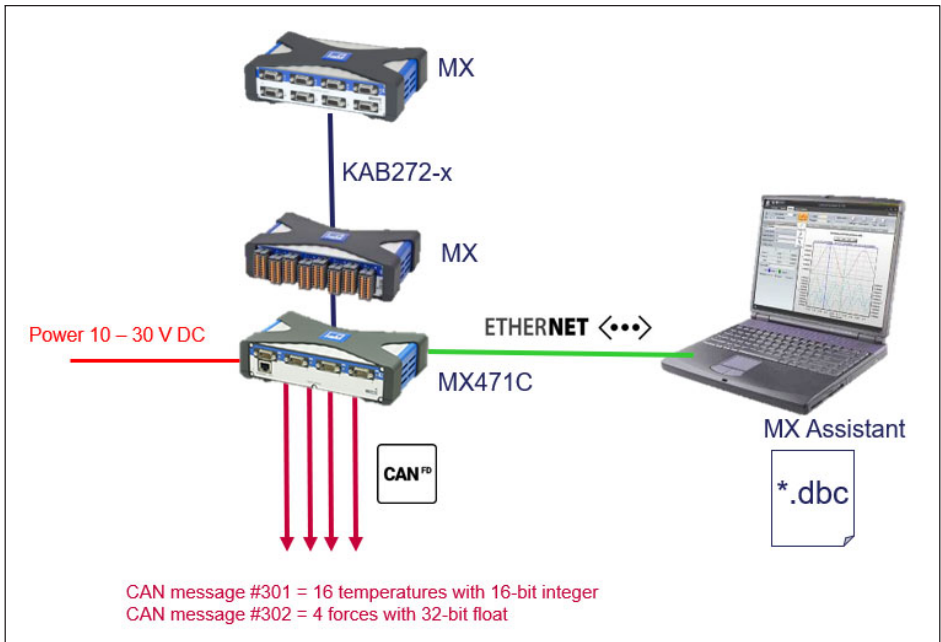 MX
KAB272-x
MX
Power 10 – 30 V DC
ETHERNET
MX471C
MX Assistant
CAN FD
*.dbc
CAN message #301 = 16 temperatures with 16-bit integer
CAN message #302 = 4 forces with 32-bit float